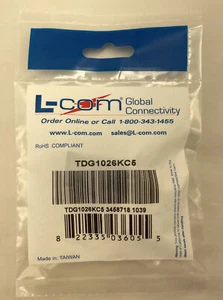 L-com Global
Connectivity
Order Online or Call 1-800-343-1455
www.L-com.com sales@L-com.com
RoHS COMPLIANT
TDG1026KC5
TDG1026KC5 3458718 1039
8 22335 03605 5
Made in: TAIWAN